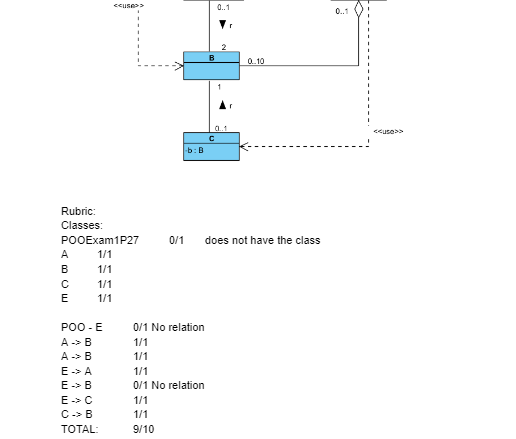 <<use>>
0..1
0..1
▼ r
2
B
0..10
1
▲ r
0..1
<<use>>
C
-b : B
Rubric:
Classes:
POOExam1P27 0/1 does not have the class
A 1/1
B 1/1
C 1/1
E 1/1
POO - E 0/1 No relation
A -> B 1/1
A -> B 1/1
E -> A 1/1
E -> B 0/1 No relation
E -> C 1/1
C -> B 1/1
TOTAL: 9/10